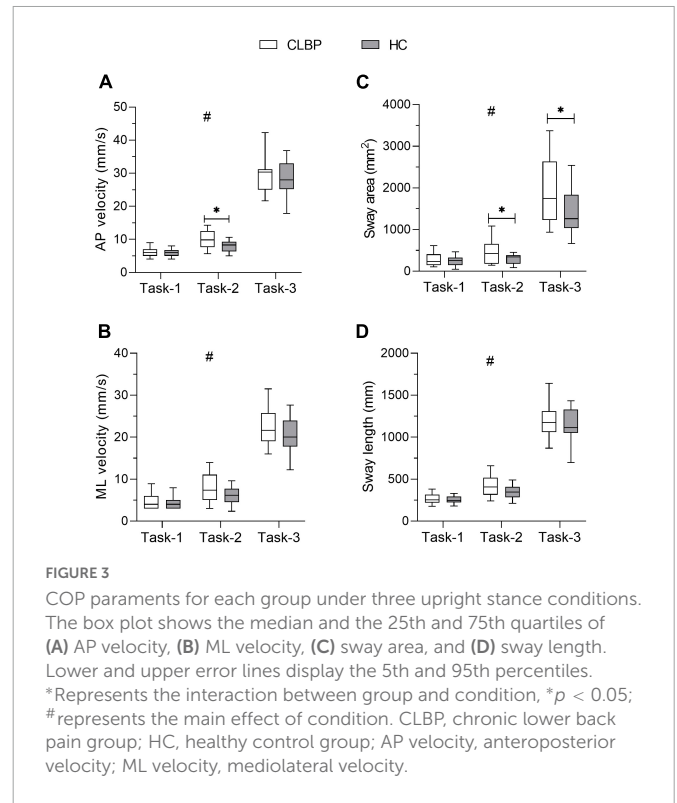 CLBP HC
A
AP velocity (mm/s)
50
40
30
20
10
0
#
*
Task-1 Task-2 Task-3
C
Sway area (mm²)
4000
3000
2000
1000
0
#
*
*
Task-1 Task-2 Task-3
B
ML velocity (mm/s)
40
30
20
10
0
#
Task-1 Task-2 Task-3
D
Sway length (mm)
2000
1500
1000
500
0
#
Task-1 Task-2 Task-3
FIGURE 3
COP paraments for each group under three upright stance conditions.
The box plot shows the median and the 25th and 75th quartiles of
(A) AP velocity, (B) ML velocity, (C) sway area, and (D) sway length.
Lower and upper error lines display the 5th and 95th percentiles.
*Represents the interaction between group and condition, *p < 0.05;
#represents the main effect of condition. CLBP, chronic lower back
pain group; HC, healthy control group; AP velocity, anteroposterior
velocity; ML velocity, mediolateral velocity.